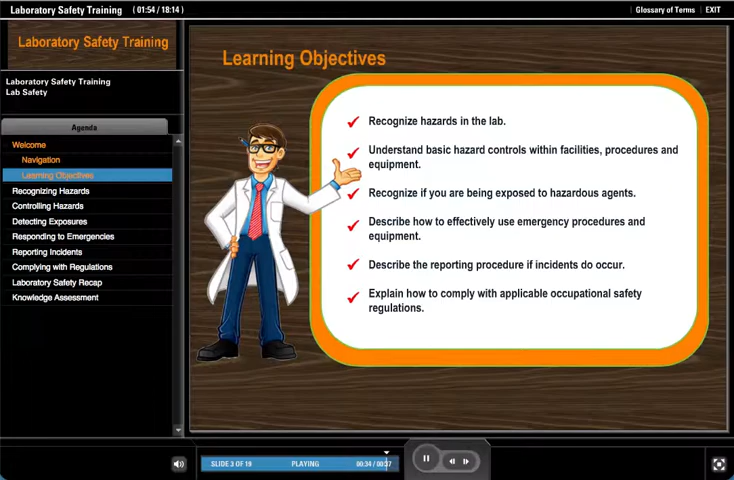 Laboratory Safety Training ( 01:54 / 18:14 )
Glossary of Terms | EXIT
Laboratory Safety Training
Laboratory Safety Training
Lab Safety
Agenda
Welcome
Navigation
Learning Objectives
Recognizing Hazards
Controlling Hazards
Detecting Exposures
Responding to Emergencies
Reporting Incidents
Complying with Regulations
Laboratory Safety Recap
Knowledge Assessment
Learning Objectives
Recognize hazards in the lab.
Understand basic hazard controls within facilities, procedures and
equipment.
Recognize if you are being exposed to hazardous agents.
Describe how to effectively use emergency procedures and
equipment.
Describe the reporting procedure if incidents do occur.
Explain how to comply with applicable occupational safety
regulations.
SLIDE 3 OF 19 PLAYING 00:34 / 00:37